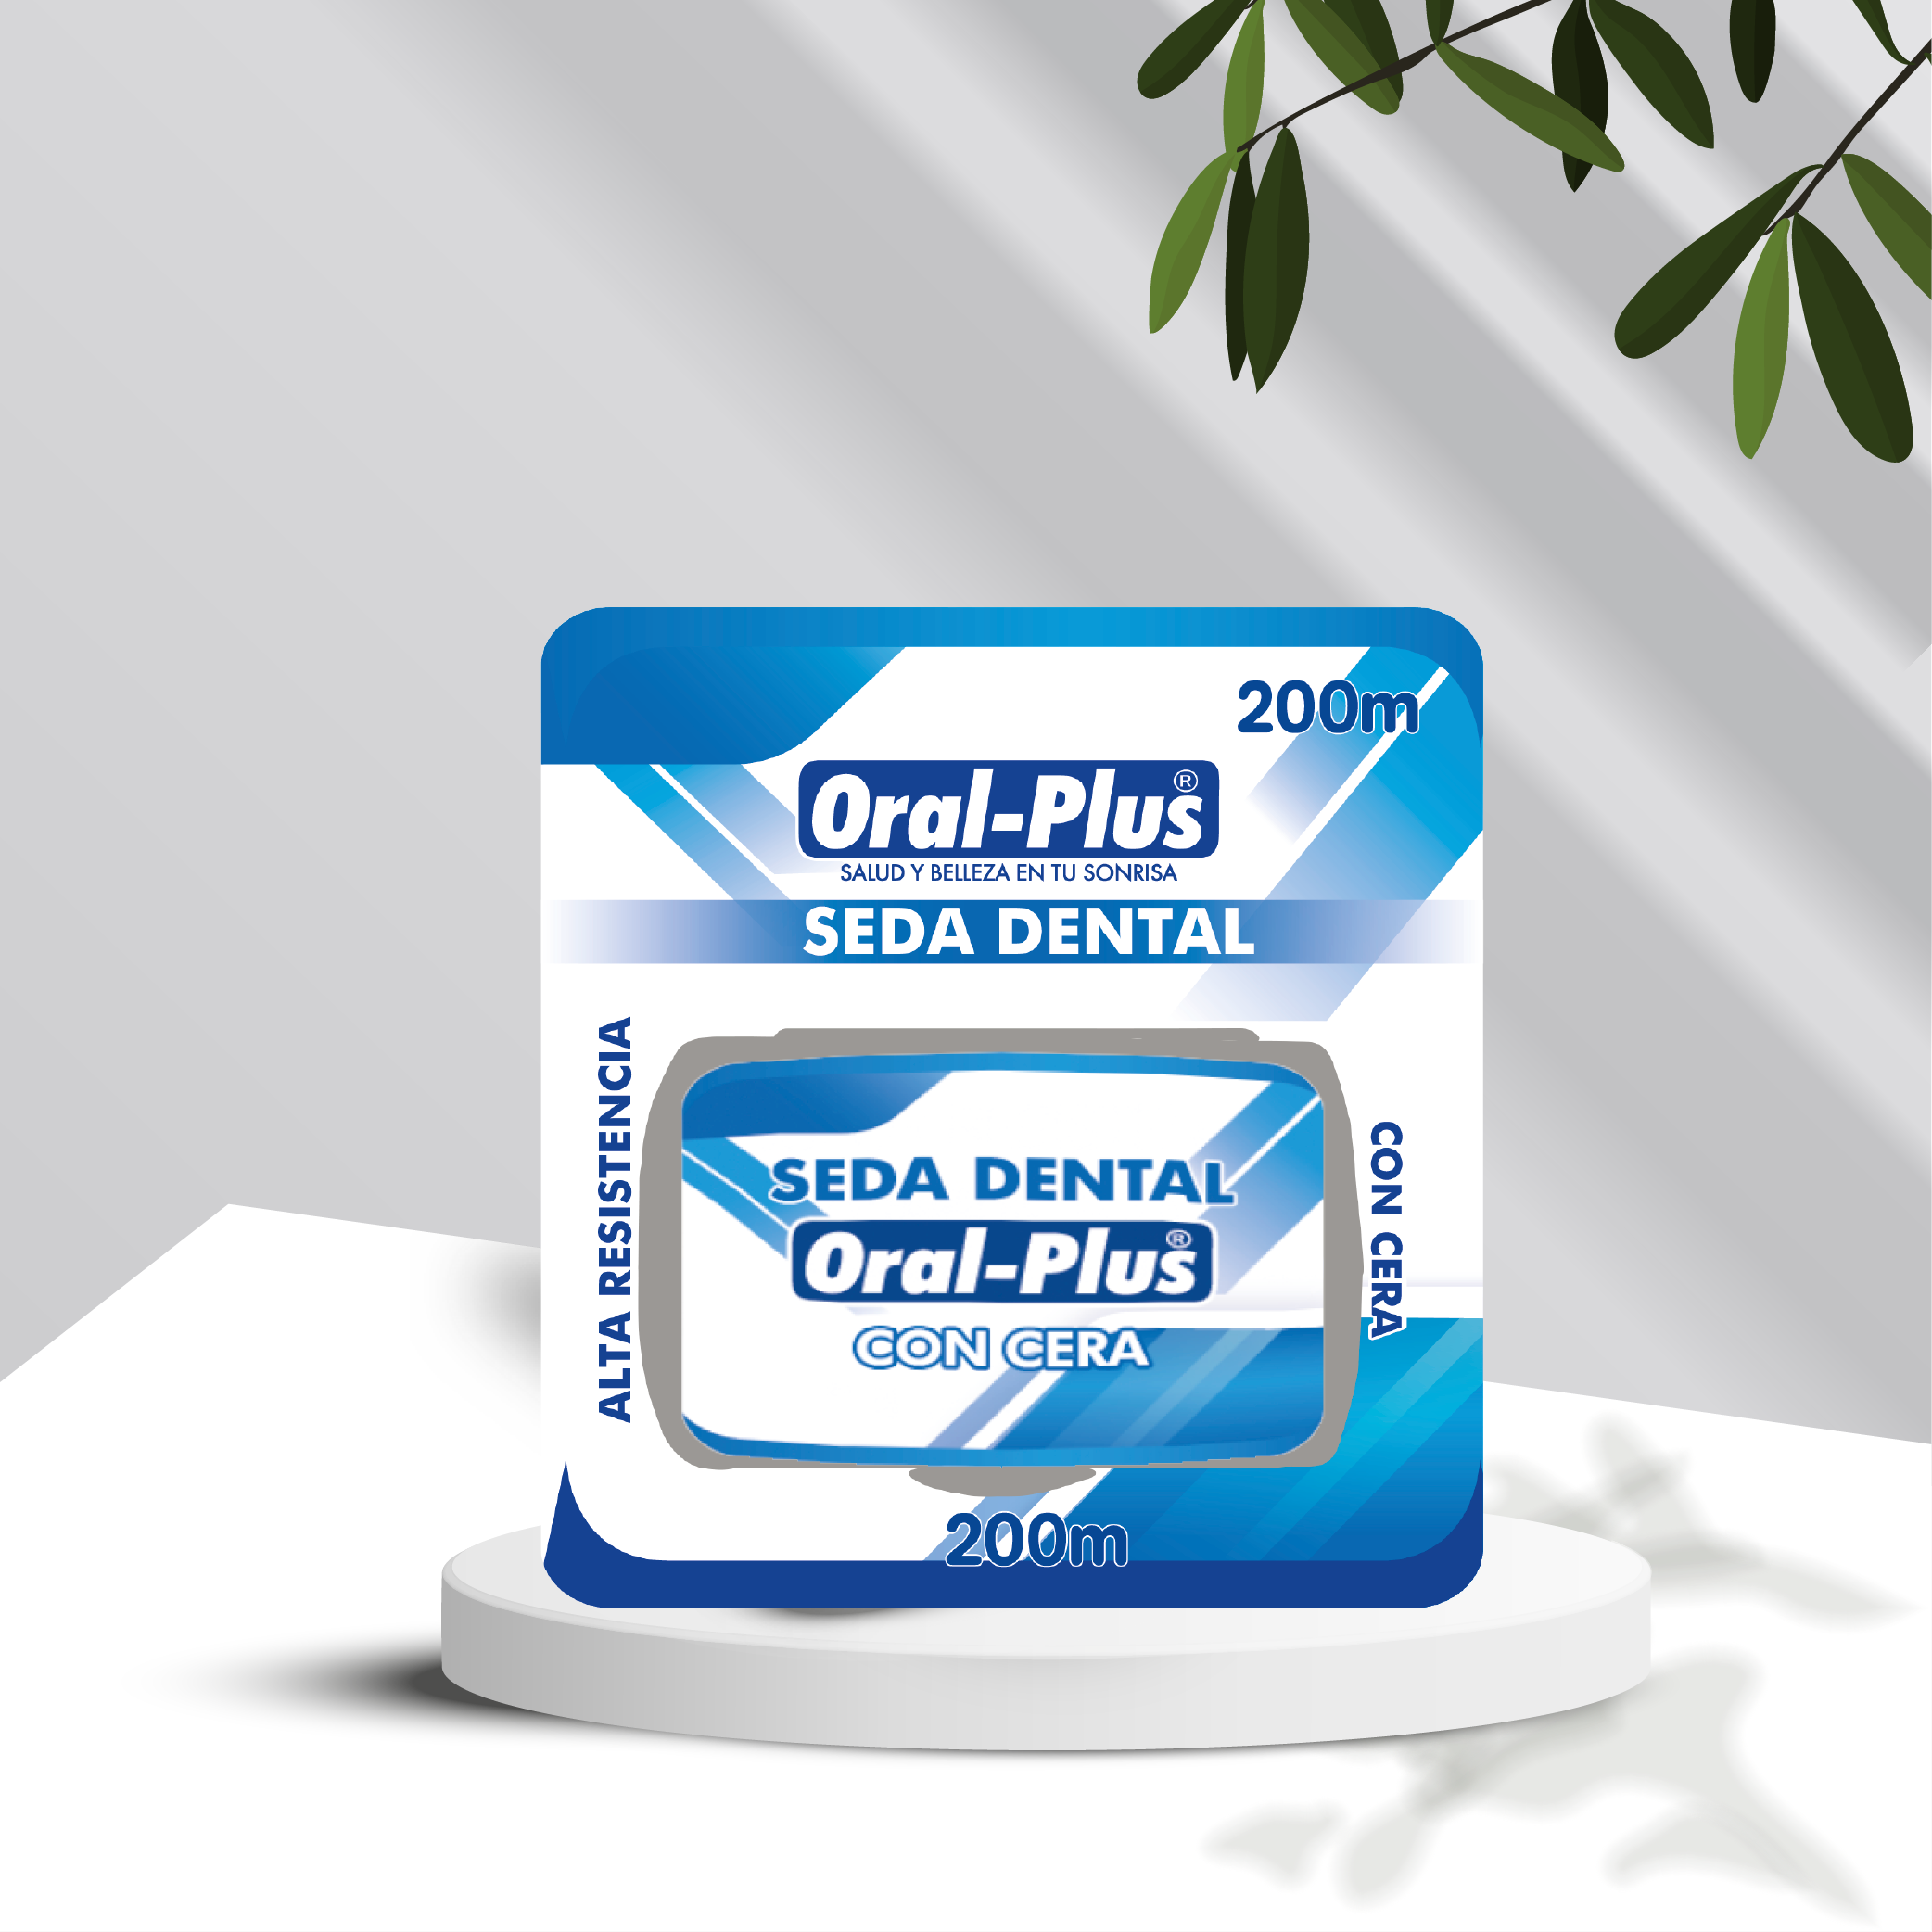 200m
Oral-Plus®
SALUD Y BELLEZA EN TU SONRISA
SEDA DENTAL
ALTA RESISTENCIA
SEDA DENTAL
Oral-Plus®
CON CERA
CON CERA
200m